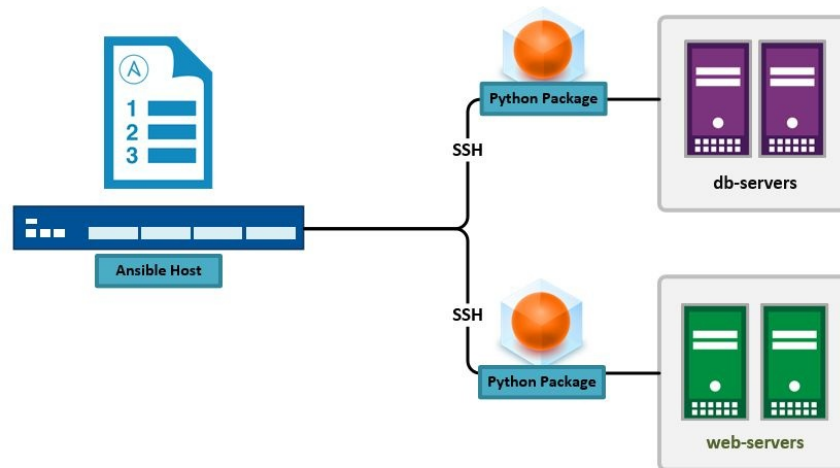 1
2
3
Ansible Host
SSH
Python Package
db-servers
SSH
Python Package
web-servers